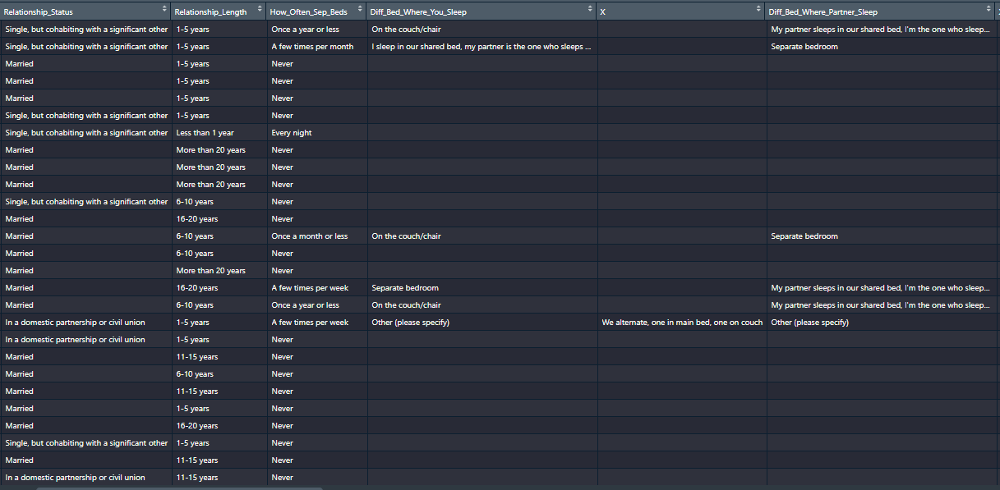 Relationship_Status Relationship_Length How_Often_Sep_Beds Diff_Bed_Where_You_Sleep X Diff_Bed_Where_Partner_Sleep
Single, but cohabiting with a significant other 1-5 years Once a year or less On the couch/chair My partner sleeps in our shared bed, I'm the one who sleep...
Single, but cohabiting with a significant other 1-5 years A few times per month I sleep in our shared bed, my partner is the one who sleeps ... Separate bedroom
Married 1-5 years Never
Married 1-5 years Never
Married 1-5 years Never
Single, but cohabiting with a significant other 1-5 years Never
Single, but cohabiting with a significant other Less than 1 year Every night
Married More than 20 years Never
Married More than 20 years Never
Married More than 20 years Never
Single, but cohabiting with a significant other 6-10 years Never
Married 16-20 years Never
Married 6-10 years Once a month or less On the couch/chair Separate bedroom
Married 6-10 years Never
Married More than 20 years Never
Married 16-20 years A few times per week Separate bedroom My partner sleeps in our shared bed, I'm the one who sleep...
Married 6-10 years Once a year or less On the couch/chair My partner sleeps in our shared bed, I'm the one who sleep...
In a domestic partnership or civil union 1-5 years A few times per week Other (please specify) We alternate, one in main bed, one on couch Other (please specify)
In a domestic partnership or civil union 1-5 years Never
Married 11-15 years Never
Married 6-10 years Never
Married 11-15 years Never
Married 1-5 years Never
Married 16-20 years Never
Single, but cohabiting with a significant other 1-5 years Never
Married 11-15 years Never
In a domestic partnership or civil union 11-15 years Never